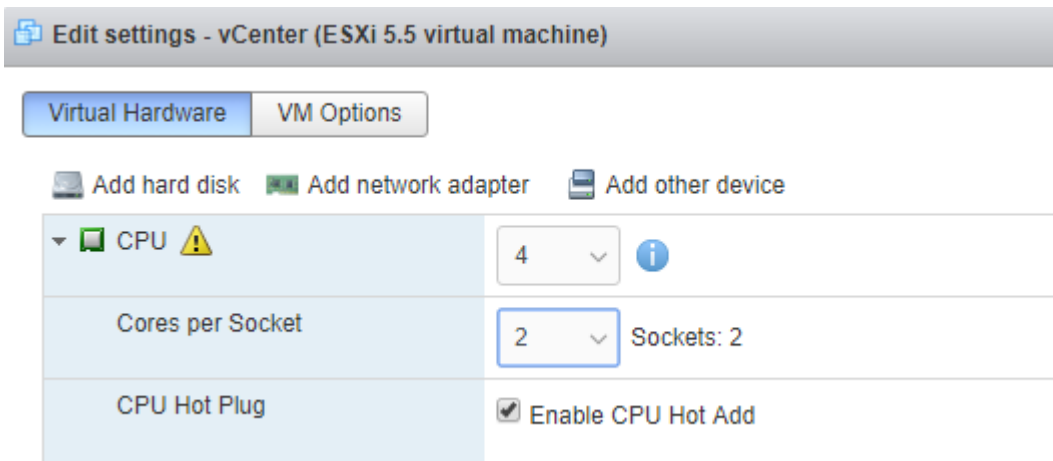 Edit settings - vCenter (ESXi 5.5 virtual machine)
Virtual Hardware VM Options
Add hard disk Add network adapter Add other device
CPU 4
Cores per Socket 2 Sockets: 2
CPU Hot Plug Enable CPU Hot Add